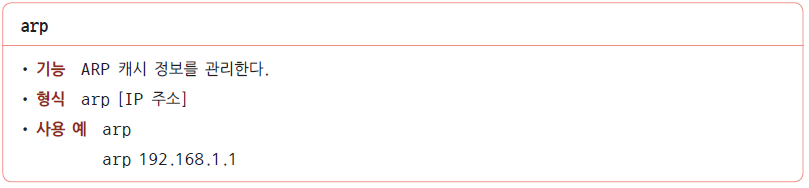 arp
• 기능 ARP 캐시 정보를 관리한다.
• 형식 arp [IP 주소]
• 사용 예 arp
arp 192.168.1.1